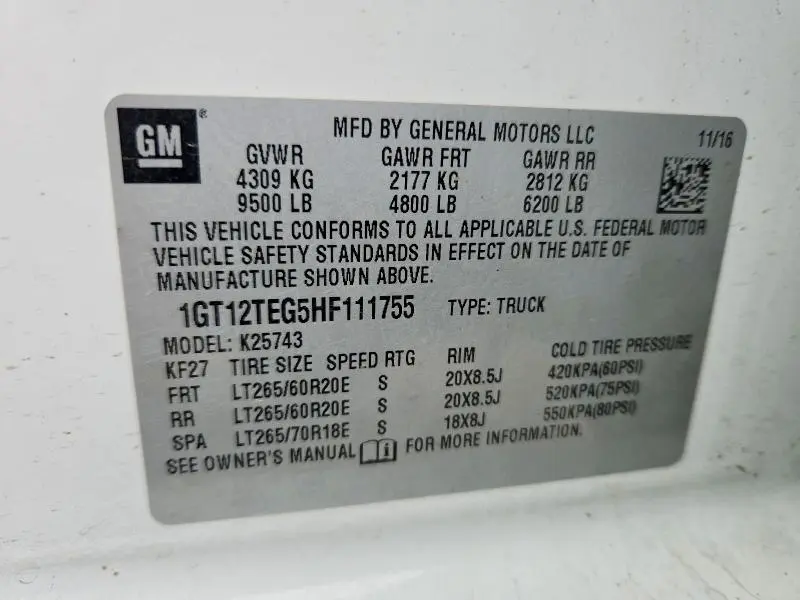 GM ®
MFD BY GENERAL MOTORS LLC 11/16
GVWR GAWR FRT GAWR RR
4309 KG 2177 KG 2812 KG
9500 LB 4800 LB 6200 LB
THIS VEHICLE CONFORMS TO ALL APPLICABLE U.S. FEDERAL MOTOR
VEHICLE SAFETY STANDARDS IN EFFECT ON THE DATE OF
MANUFACTURE SHOWN ABOVE.
1GT12TEG5HF111755 TYPE: TRUCK
MODEL: K25743
KF27 TIRE SIZE SPEED RTG RIM COLD TIRE PRESSURE
FRT LT265/60R20E S 20X8.5J 420KPA(60PSI)
RR LT265/60R20E S 20X8.5J 520KPA(75PSI)
SPA LT265/70R18E S 18X8J 550KPA(80PSI)
SEE OWNER'S MANUAL i FOR MORE INFORMATION.